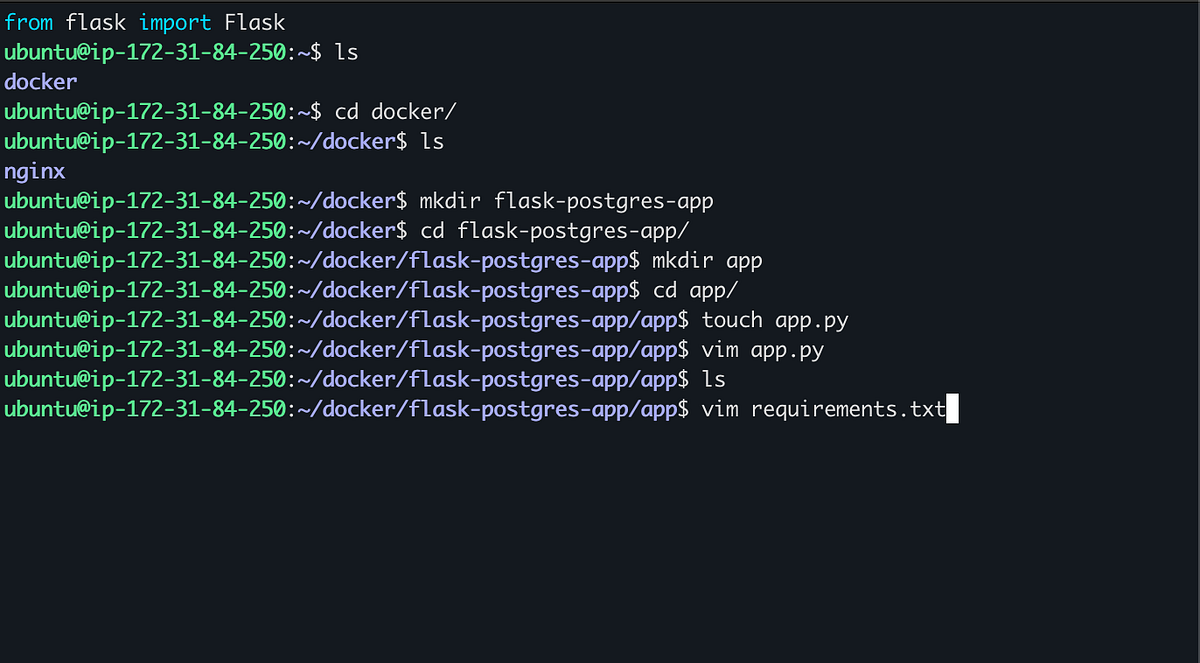 from flask import Flask
ubuntu@ip-172-31-84-250:~$ ls
docker
ubuntu@ip-172-31-84-250:~$ cd docker/
ubuntu@ip-172-31-84-250:~/docker$ ls
nginx
ubuntu@ip-172-31-84-250:~/docker$ mkdir flask-postgres-app
ubuntu@ip-172-31-84-250:~/docker$ cd flask-postgres-app/
ubuntu@ip-172-31-84-250:~/docker/flask-postgres-app$ mkdir app
ubuntu@ip-172-31-84-250:~/docker/flask-postgres-app$ cd app/
ubuntu@ip-172-31-84-250:~/docker/flask-postgres-app/app$ touch app.py
ubuntu@ip-172-31-84-250:~/docker/flask-postgres-app/app$ vim app.py
ubuntu@ip-172-31-84-250:~/docker/flask-postgres-app/app$ ls
ubuntu@ip-172-31-84-250:~/docker/flask-postgres-app/app$ vim requirements.txt